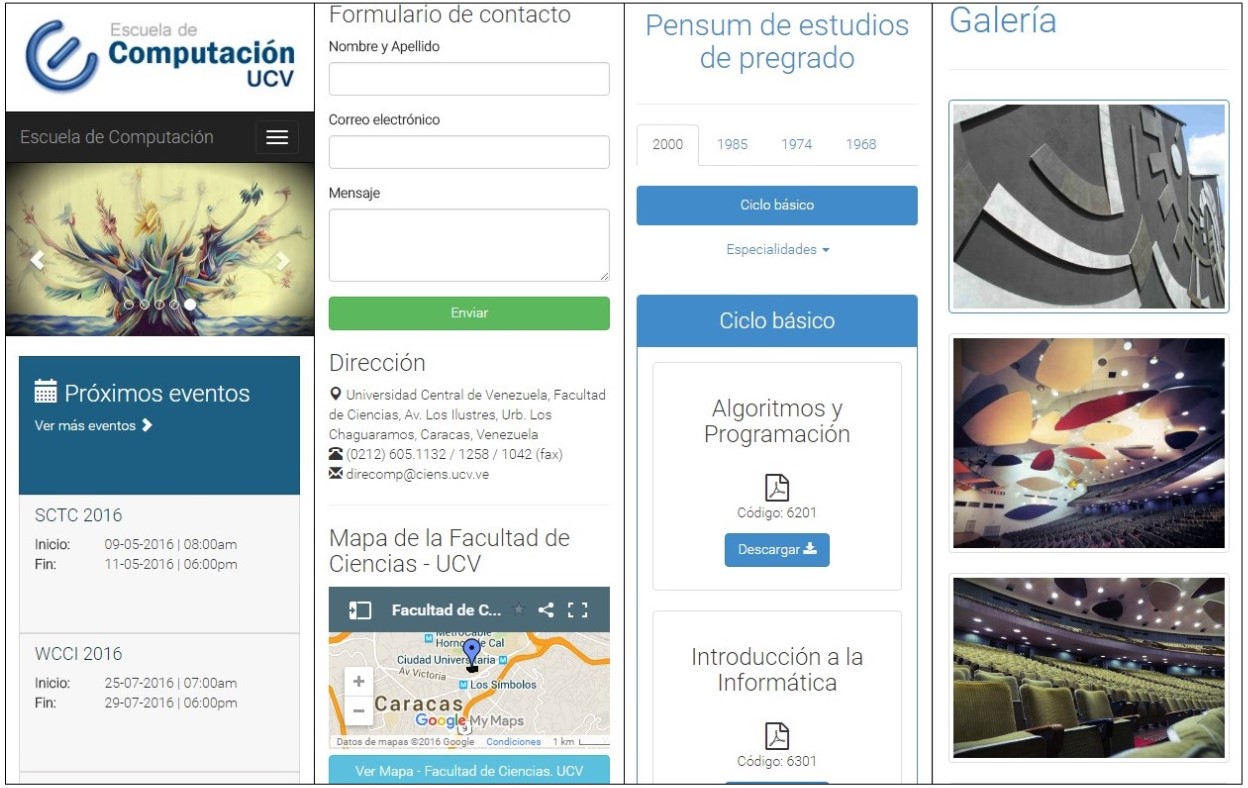 Escuela de
Computación
UCV
Escuela de Computación
Próximos eventos
Ver más eventos
SCTC 2016
Inicio: 09-05-2016 | 08:00am
Fin: 11-05-2016 | 06:00pm
WCCI 2016
Inicio: 25-07-2016 | 07:00am
Fin: 29-07-2016 | 06:00pm
Formulario de contacto
Nombre y Apellido
Correo electrónico
Mensaje
Enviar
Dirección
Universidad Central de Venezuela, Facultad
de Ciencias, Av. Los Ilustres, Urb. Los
Chaguaramos, Caracas, Venezuela
(0212) 605.1132 / 1258 / 1042 (fax)
direcomp@ciens.ucv.ve
Mapa de la Facultad de
Ciencias - UCV
Facultad de C...
Metrocable
Hornos de Cal
Ciudad Universitaria
Av Victoria
Los Símbolos
Caracas
Google My Maps
9
Datos de mapas ©2016 Google Condiciones 1 km
Ver Mapa - Facultad de Ciencias. UCV
Pensum de estudios
de pregrado
2000 1985 1974 1968
Ciclo básico
Especialidades
Ciclo básico
Algoritmos y
Programación
Código: 6201
Descargar
Introducción a la
Informática
Código: 6301
Galería